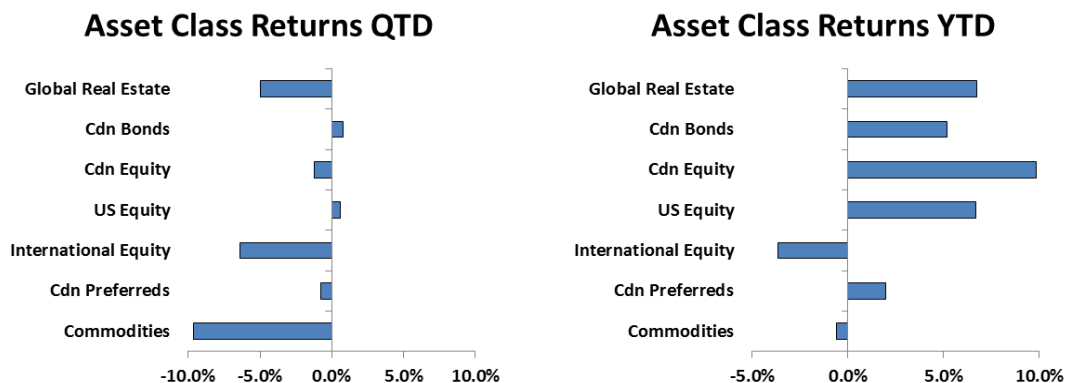 Asset Class Returns QTD
Global Real Estate
Cdn Bonds
Cdn Equity
US Equity
International Equity
Cdn Preferreds
Commodities
-10.0% -5.0% 0.0% 5.0% 10.0%
Asset Class Returns YTD
Global Real Estate
Cdn Bonds
Cdn Equity
US Equity
International Equity
Cdn Preferreds
Commodities
-5.0% 0.0% 5.0% 10.0%